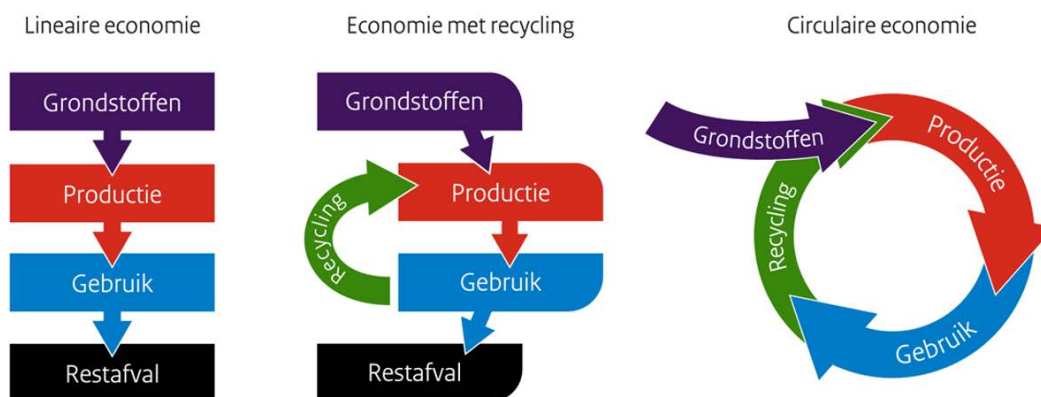 Lineaire economie
Grondstoffen
Productie
Gebruik
Restafval
Economie met recycling
Grondstoffen
Recycling
Productie
Gebruik
Restafval
Circulaire economie
Grondstoffen
Productie
Recycling
Gebruik